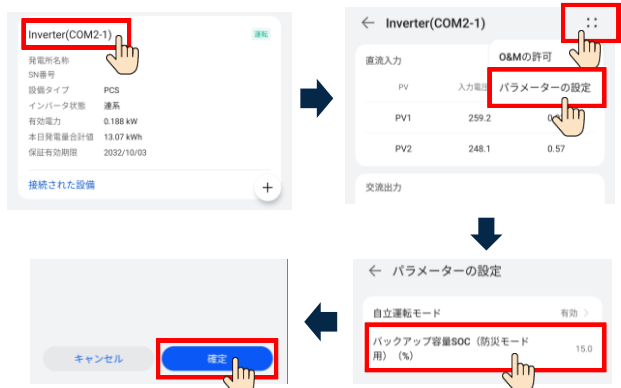 Inverter(COM2-1)
運転
発電所名称
SN番号
設備タイプ PCS
インバータ状態 連系
有効電力 0.188 kW
本日発電量合計値 13.07 kWh
保証有効期限 2032/10/03
接続された設備
+
← Inverter(COM2-1)
直流入力
O&Mの許可
PV 入力電圧
パラメーターの設定
PV1 259.2
PV2 248.1 0.57
交流出力
← パラメーターの設定
自立運転モード 有効 >
バックアップ容量SOC（防災モード
用）（%） 15.0
キャンセル 確定